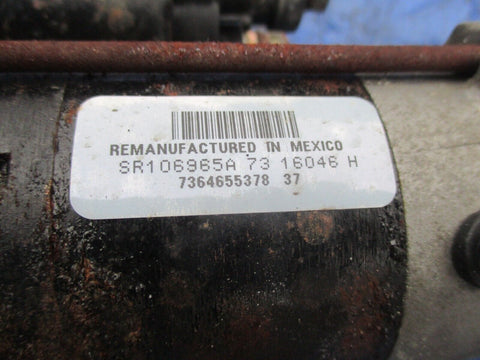 REMANUFACTURED IN MEXICO
SR106965A 73 16046 H
7364655378 37